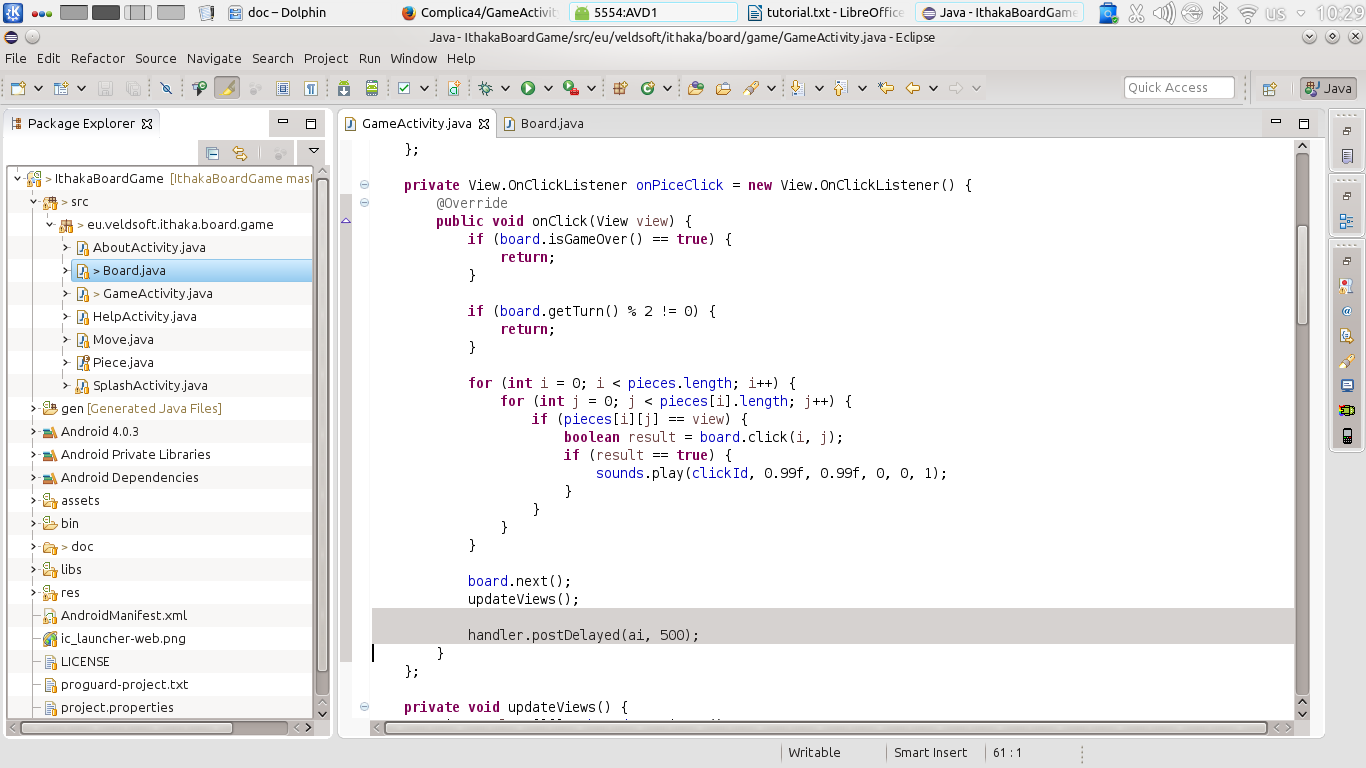 doc – Dolphin
Complica4/GameActivity
5554:AVD1
tutorial.txt - LibreOffice
Java - IthakaBoardGame
us
10:29
Java - IthakaBoardGame/src/eu/veldsoft/ithaka/board/game/GameActivity.java - Eclipse
File Edit Refactor Source Navigate Search Project Run Window Help
Quick Access
Java
Package Explorer
GameActivity.java
Board.java
> IthakaBoardGame [IthakaBoardGame mast
> src
> eu.veldsoft.ithaka.board.game
AboutActivity.java
> Board.java
> GameActivity.java
HelpActivity.java
Move.java
Piece.java
SplashActivity.java
gen [Generated Java Files]
Android 4.0.3
Android Private Libraries
Android Dependencies
assets
bin
> doc
libs
res
AndroidManifest.xml
ic_launcher-web.png
LICENSE
proguard-project.txt
project.properties
};
private View.OnClickListener onPiceClick = new View.OnClickListener() {
@Override
public void onClick(View view) {
if (board.isGameOver() == true) {
return;
}
if (board.getTurn() % 2 != 0) {
return;
}
for (int i = 0; i < pieces.length; i++) {
for (int j = 0; j < pieces[i].length; j++) {
if (pieces[i][j] == view) {
boolean result = board.click(i, j);
if (result == true) {
sounds.play(clickId, 0.99f, 0.99f, 0, 0, 1);
}
}
}
}
board.next();
updateViews();
handler.postDelayed(ai, 500);
}
};
private void updateViews() {
Writable
Smart Insert
61 : 1